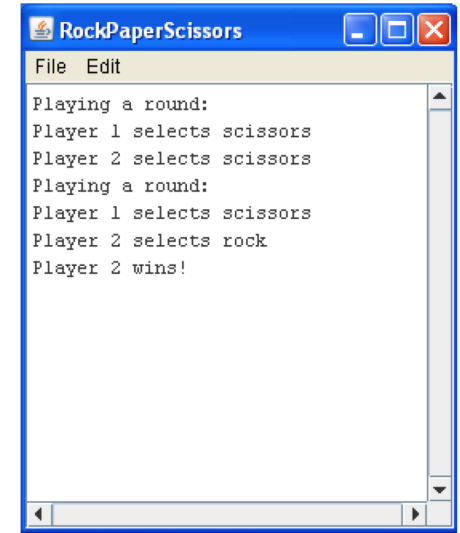 RockPaperScissors
File Edit
Playing a round:
Player 1 selects scissors
Player 2 selects scissors
Playing a round:
Player 1 selects scissors
Player 2 selects rock
Player 2 wins!